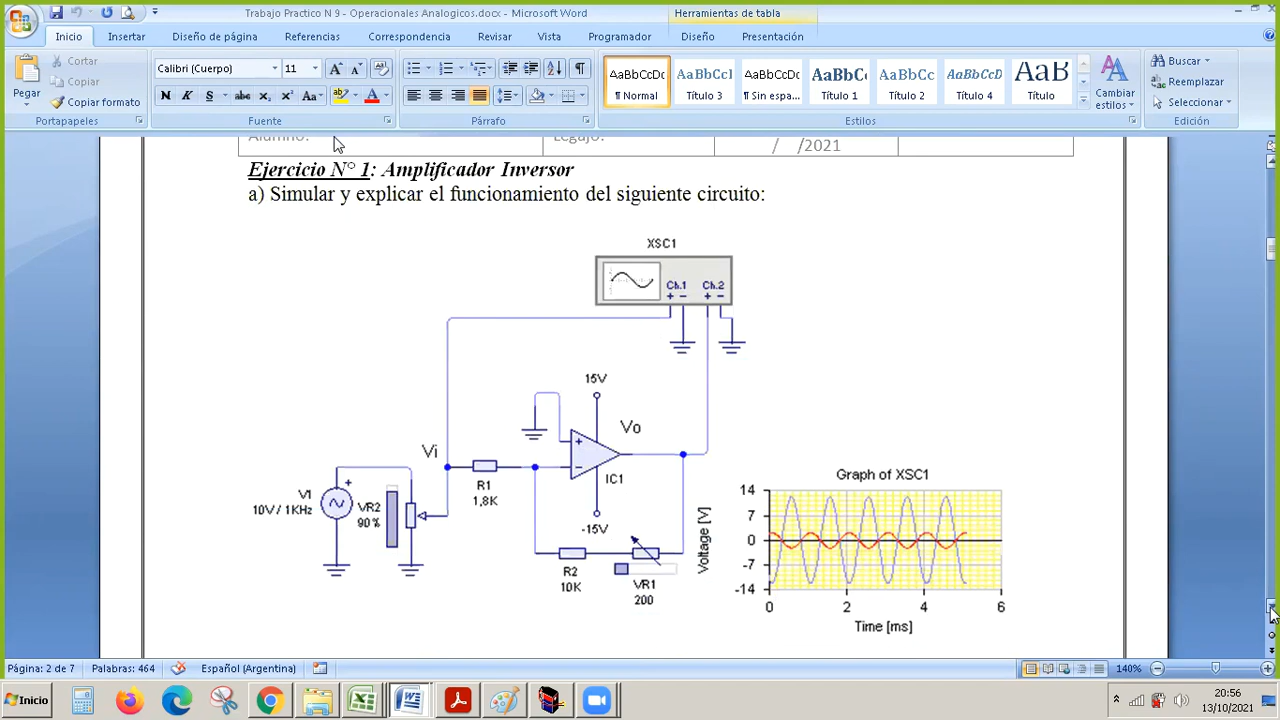 Trabajo Practico N 9 - Operacionales Analogicos.docx - Microsoft Word
Herramientas de tabla
Inicio Insertar Diseño de página Referencias Correspondencia Revisar Vista Programador Diseño Presentación
Pegar
Cortar
Copiar
Copiar formato
Portapapeles
Calibri (Cuerpo) 11
N K S abc x₂ x² Aa
Fuente
Párrafo
AaBbCcDc AaBbCcI AaBbCcDc AaBbC AaBbCc AaBbCcD AaB
¶ Normal Título 3 ¶ Sin espa... Título 1 Título 2 Título 4 Título
Cambiar estilos
Estilos
Buscar
Reemplazar
Seleccionar
Edición
Alumno: Legajo: / /2021
Ejercicio N° 1: Amplificador Inversor
a) Simular y explicar el funcionamiento del siguiente circuito:
XSC1
Ch.1 Ch.2
+ − + −
15V
Vo
+
−
IC1
-15V
Vi
R1
1,8K
V1
10V / 1KHz
+
VR2
90%
R2
10K
VR1
200
Graph of XSC1
Voltage [V]
14
7
0
-7
-14
0 2 4 6
Time [ms]
Página: 2 de 7 Palabras: 464 Español (Argentina) 140%
Inicio
20:56
13/10/2021